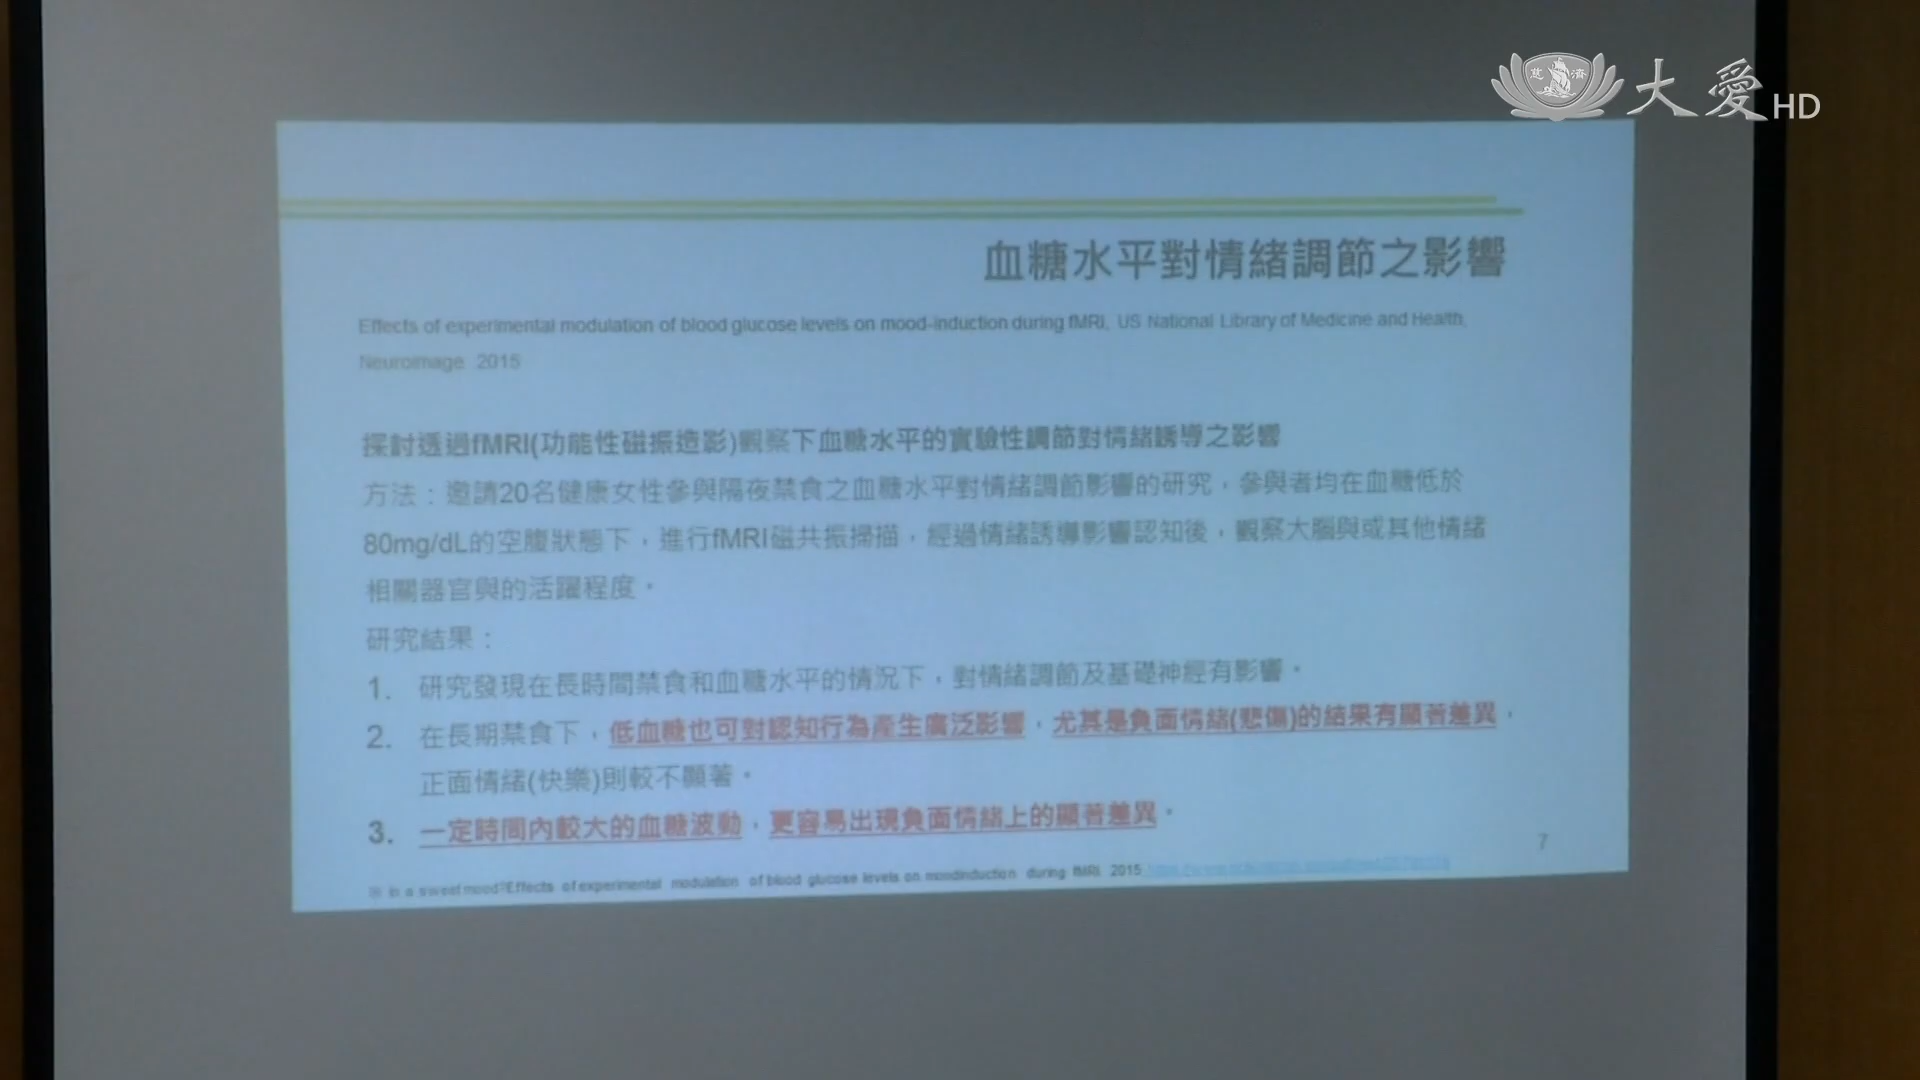 慈濟
大愛HD
血糖水平對情緒調節之影響
Effects of experimental modulation of blood glucose levels on mood-induction during fMRI, US National Library of Medicine and Health,
Neuroimage 2015
探討透過fMRI(功能性磁振造影)觀察下血糖水平的實驗性調節對情緒誘導之影響
方法：邀請20名健康女性參與隔夜禁食之血糖水平對情緒調節影響的研究，參與者均在血糖低於
80mg/dL的空腹狀態下，進行fMRI磁共振掃描，經過情緒誘導影響認知後，觀察大腦與或其他情緒
相關器官與的活躍程度。
研究結果：
1. 研究發現在長時間禁食和血糖水平的情況下，對情緒調節及基礎神經有影響。
2. 在長期禁食下，低血糖也可對認知行為產生廣泛影響，尤其是負面情緒(悲傷)的結果有顯著差異，
正面情緒(快樂)則較不顯著。
3. 一定時間內較大的血糖波動，更容易出現負面情緒上的顯著差異。
7
※ In a sweet mood?Effects of experimental modulation of blood glucose levels on moodinduction during fMRI 2015